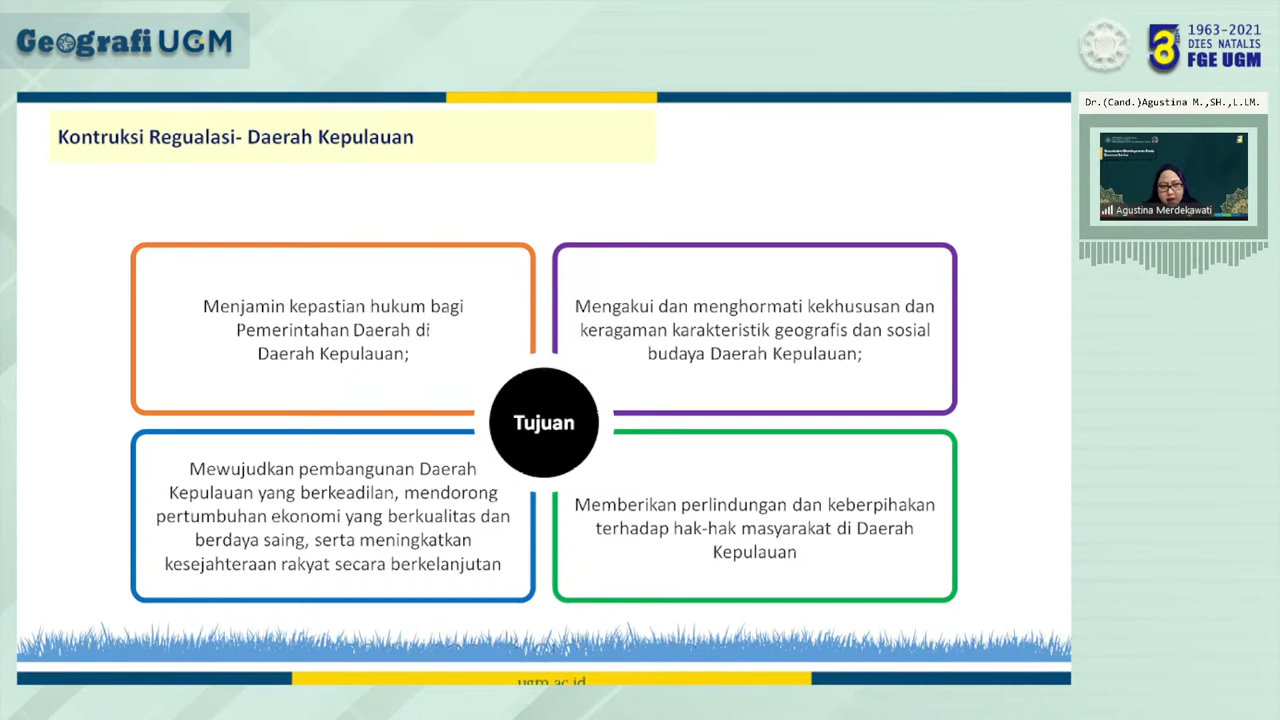 Geografi UGM
1963-2021
DIES NATALIS
FGE UGM
Dr.(Cand.)Agustina M.,SH.,L.LM.
Agustina Merdekawati
Kontruksi Regualasi- Daerah Kepulauan
Menjamin kepastian hukum bagi
Pemerintahan Daerah di
Daerah Kepulauan;
Mengakui dan menghormati kekhususan dan
keragaman karakteristik geografis dan sosial
budaya Daerah Kepulauan;
Tujuan
Mewujudkan pembangunan Daerah
Kepulauan yang berkeadilan, mendorong
pertumbuhan ekonomi yang berkualitas dan
berdaya saing, serta meningkatkan
kesejahteraan rakyat secara berkelanjutan
Memberikan perlindungan dan keberpihakan
terhadap hak-hak masyarakat di Daerah
Kepulauan
ugm.ac.id